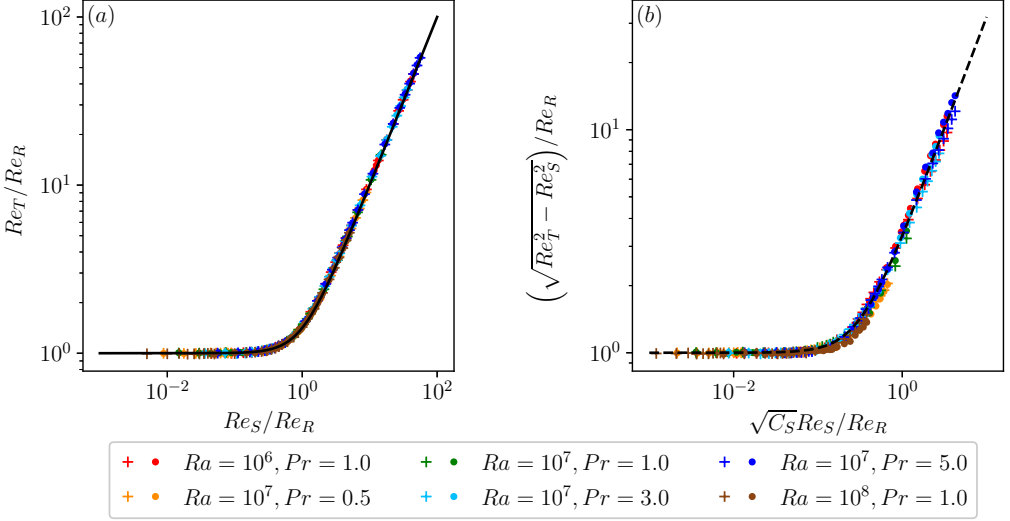 (a)
10^2
10^1
10^0
Re_T/Re_R
10^{-2}
10^0
10^2
Re_S/Re_R
(b)
10^1
10^0
(\sqrt{Re_T^2 − Re_S^2})/Re_R
10^{-2}
10^0
\sqrt{C_S}Re_S/Re_R
Ra = 10^6, Pr = 1.0
Ra = 10^7, Pr = 0.5
Ra = 10^7, Pr = 1.0
Ra = 10^7, Pr = 3.0
Ra = 10^7, Pr = 5.0
Ra = 10^8, Pr = 1.0